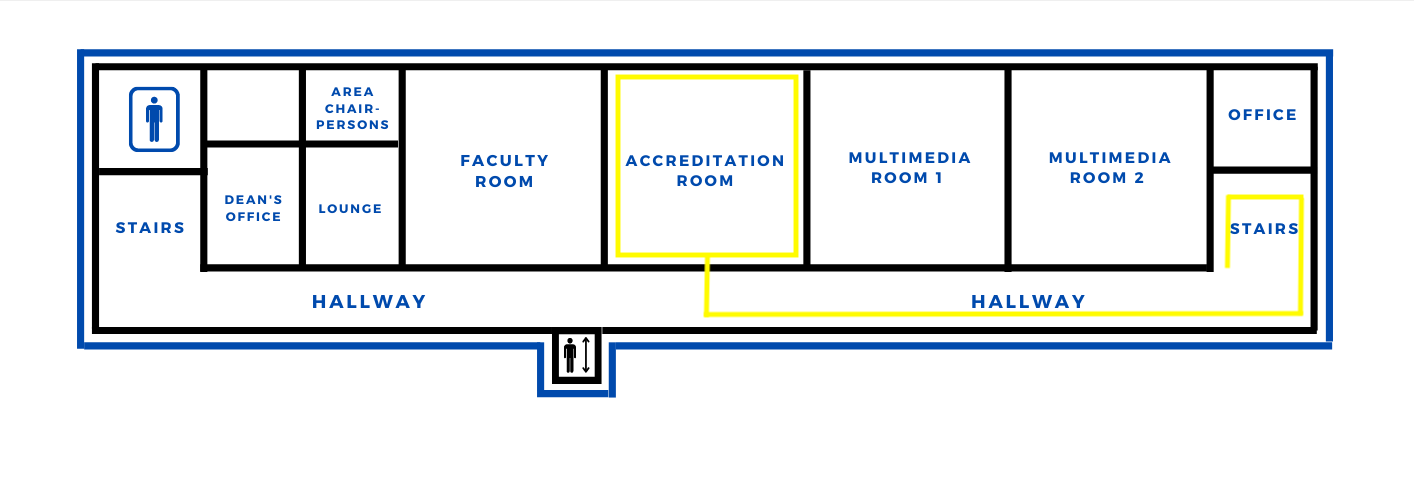 AREA
CHAIR-
PERSONS
OFFICE
FACULTY
ROOM
ACCREDITATION
ROOM
MULTIMEDIA
ROOM 1
MULTIMEDIA
ROOM 2
DEAN'S
OFFICE
LOUNGE
STAIRS
STAIRS
HALLWAY
HALLWAY